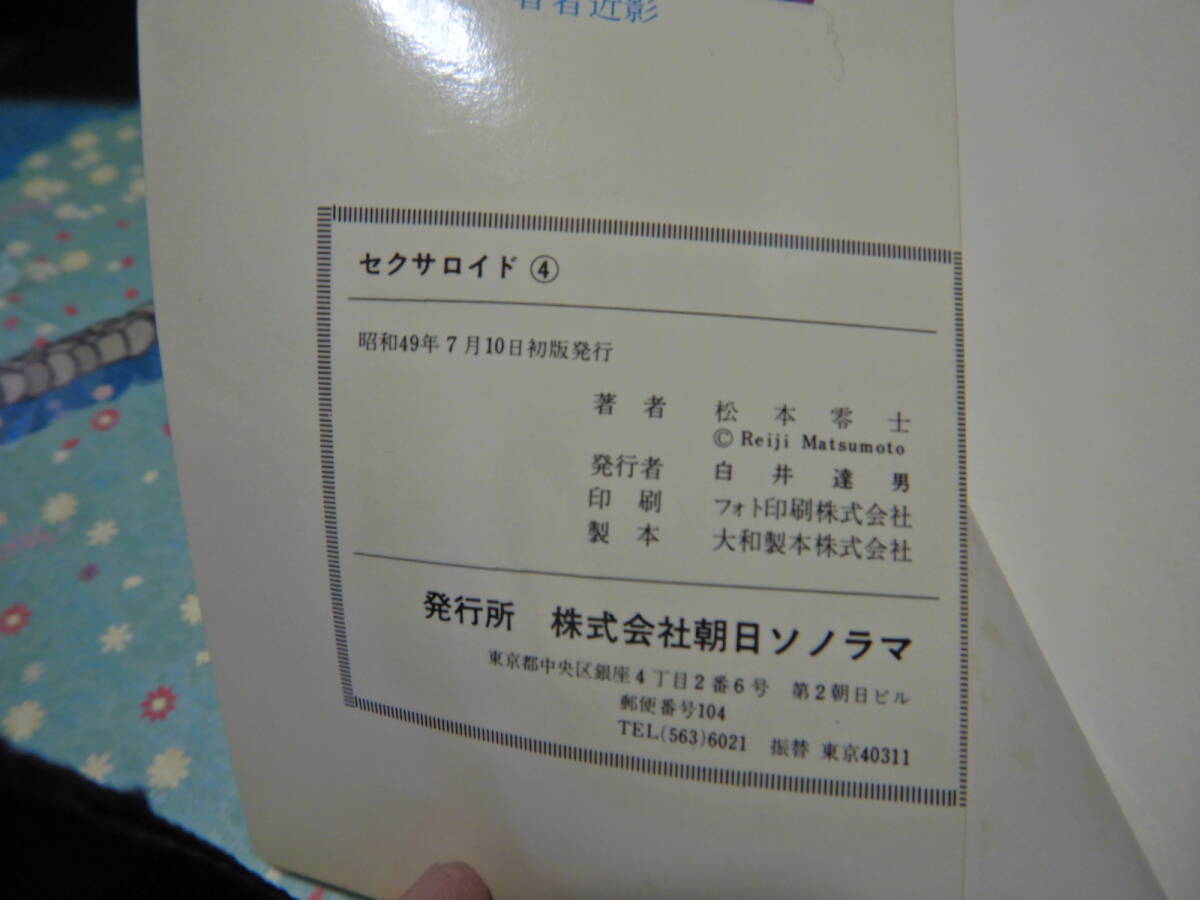 著者近影
セクサロイド ④
昭和49年7月10日初版発行
著者 松本零士
© Reiji Matsumoto
発行者 白井達男
印刷 フォト印刷株式会社
製本 大和製本株式会社
発行所 株式会社朝日ソノラマ
東京都中央区銀座4丁目2番6号 第2朝日ビル
郵便番号104
TEL(563)6021 振替 東京40311